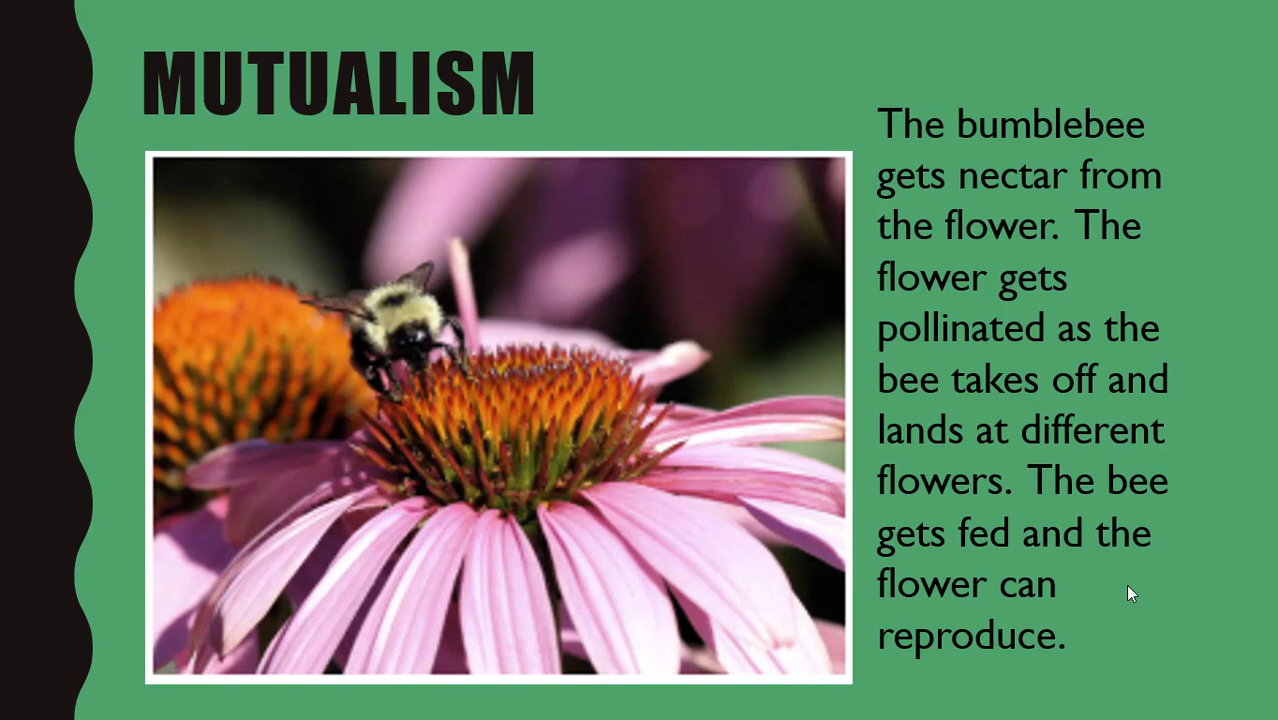 MUTUALISM
The bumblebee
gets nectar from
the flower. The
flower gets
pollinated as the
bee takes off and
lands at different
flowers. The bee
gets fed and the
flower can
reproduce.